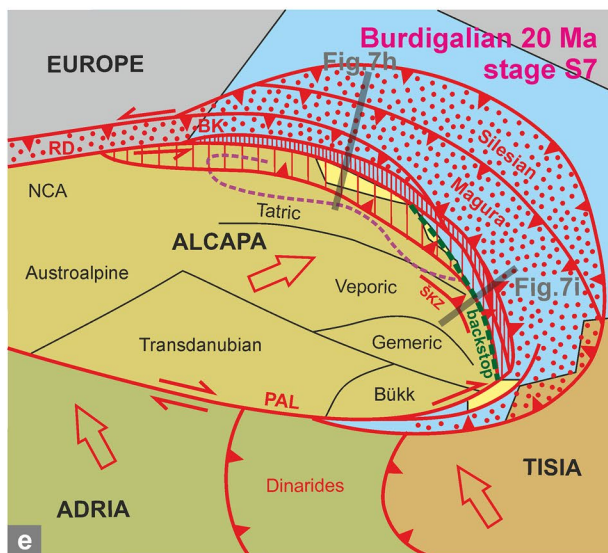 Burdigalian 20 Ma
stage S7
EUROPE
Fig.7h
Silesian
BK
RD
Magura
NCA
Tatric
ALCAPA
Austroalpine
Veporic
ŠKZ
Fig.7i
backstop
Transdanubian
Gemeric
Bükk
PAL
TISIA
Dinarides
ADRIA
e